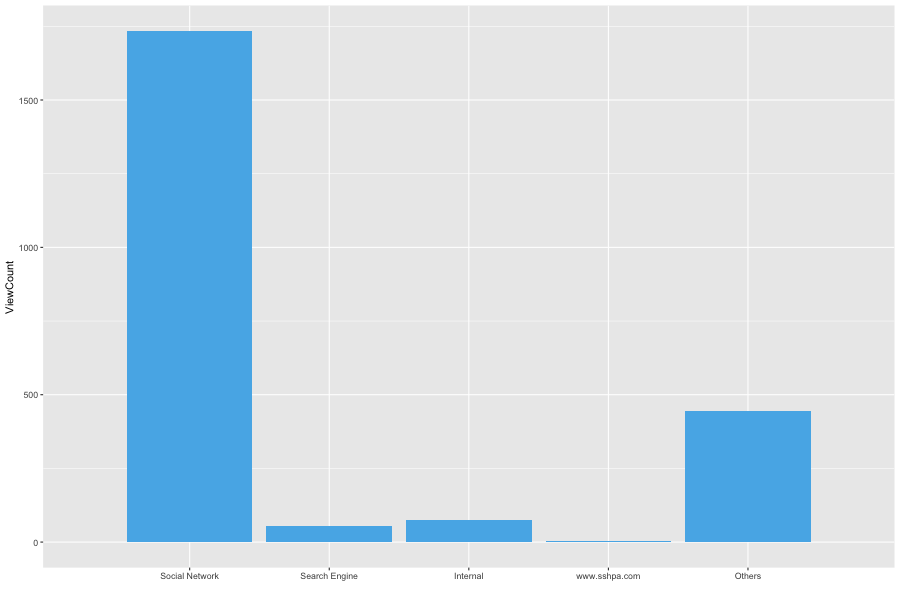 ViewCount
1500
1000
500
0
Social Network
Search Engine
Internal
www.sshpa.com
Others